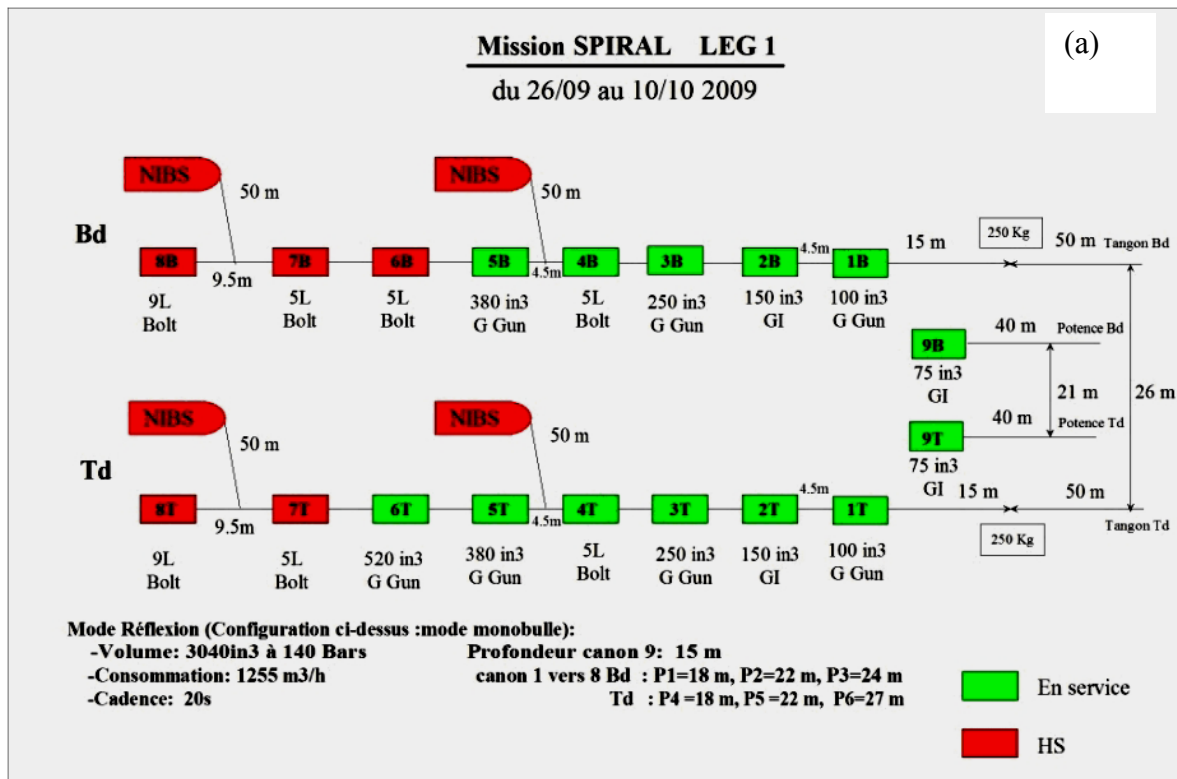 Mission SPIRAL LEG 1
(a)
du 26/09 au 10/10 2009
NIBS
NIBS
50 m
50 m
Bd
250 Kg
15 m
50 m
Tangon Bd
4.5m
8B
7B
6B
5B
4B
3B
2B
1B
9.5m
4.5m
9L
Bolt
5L
Bolt
5L
Bolt
380 in3
G Gun
5L
Bolt
250 in3
G Gun
150 in3
GI
100 in3
G Gun
40 m
Potence Bd
9B
75 in3
GI
21 m
26 m
NIBS
NIBS
50 m
50 m
40 m
Potence Td
9T
75 in3
GI
Td
15 m
50 m
4.5m
8T
7T
6T
5T
4T
3T
2T
1T
Tangon Td
9.5m
4.5m
250 Kg
9L
Bolt
5L
Bolt
520 in3
G Gun
380 in3
G Gun
5L
Bolt
250 in3
G Gun
150 in3
GI
100 in3
G Gun
Mode Réflexion (Configuration ci-dessus :mode monobulle):
-Volume: 3040in3 à 140 Bars
-Consommation: 1255 m3/h
-Cadence: 20s
Profondeur canon 9: 15 m
canon 1 vers 8 Bd : P1=18 m, P2=22 m, P3=24 m
Td : P4 =18 m, P5 =22 m, P6=27 m
En service
HS